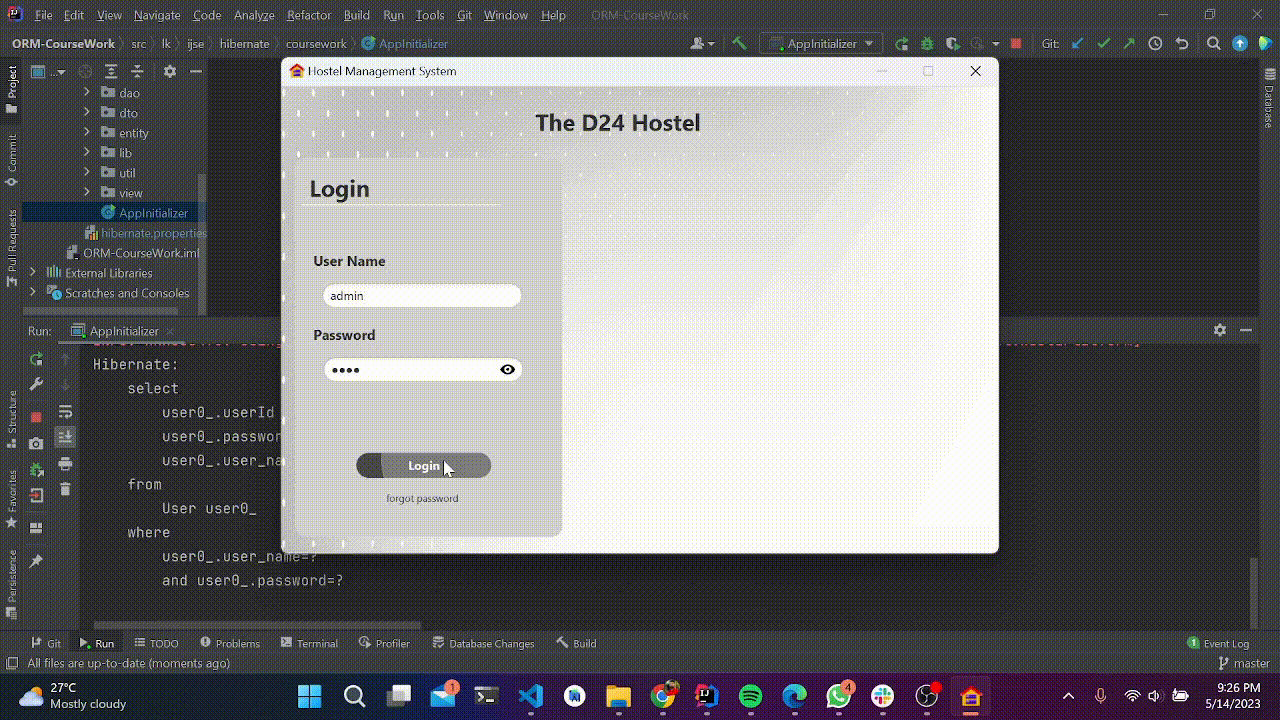 File Edit View Navigate Code Analyze Refactor Build Run Tools Git Window Help ORM-CourseWork
ORM-CourseWork src lk ijse hibernate coursework AppInitializer
AppInitializer
Git:
Project
Commit
Pull Requests
Structure
Favorites
Persistence
Database
...
dao
dto
entity
lib
util
view
AppInitializer
hibernate.properties
ORM-CourseWork.iml
External Libraries
Scratches and Consoles
Hostel Management System
The D24 Hostel
Login
User Name
admin
Password
••••
Login
forgot password
Run: AppInitializer
Hibernate:
select
user0_.userId
user0_.passwor
user0_.user_na
from
User user0_
where
user0_.user_name=?
and user0_.password=?
Git Run TODO Problems Terminal Profiler Database Changes Build
1 Event Log
All files are up-to-date (moments ago)
master
27°C
Mostly cloudy
1
4
9:26 PM
5/14/2023